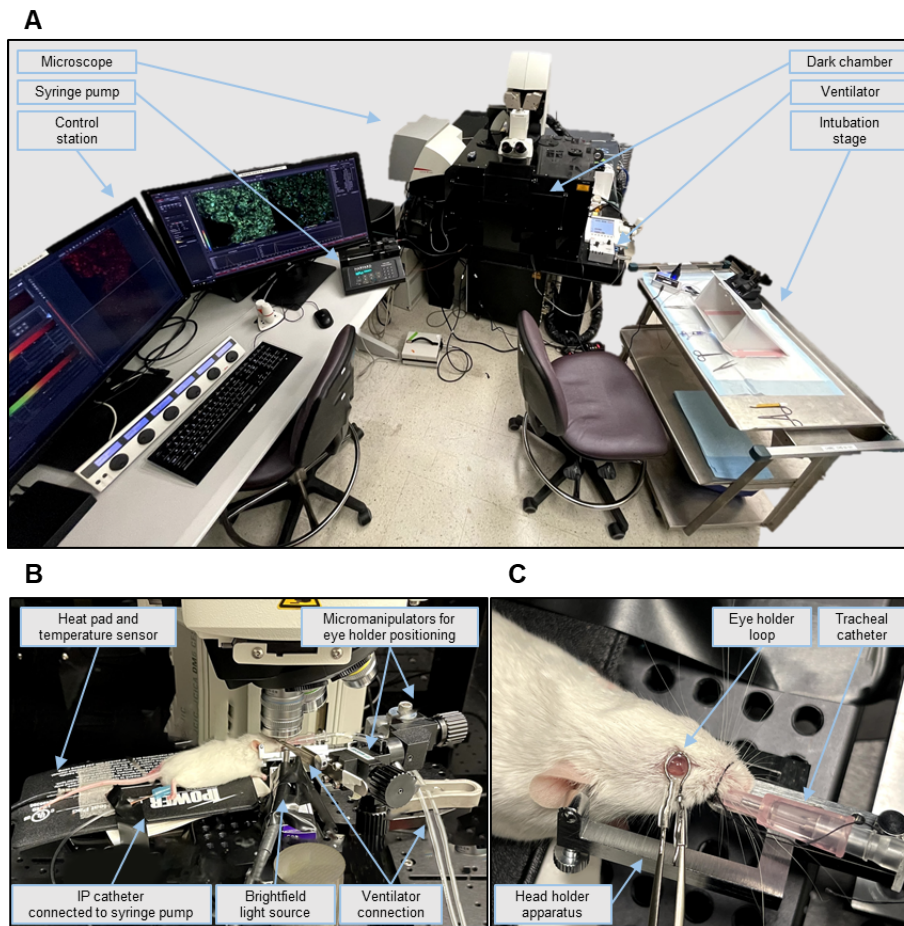 A
Microscope
Syringe pump
Control
station
Dark chamber
Ventilator
Intubation
stage
B
Heat pad and
temperature sensor
Micromanipulators for
eye holder positioning
POWER
IP catheter
connected to syringe pump
Brightfield
light source
Ventilator
connection
C
Eye holder
loop
Tracheal
catheter
Head holder
apparatus